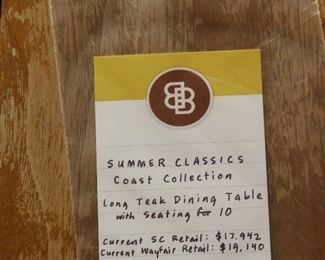 BB
SUMMER CLASSICS
Coast Collection
Long Teak Dining Table
with Seating for 10
Current SC Retail: $17,942
Current Wayfair Retail: $19,140